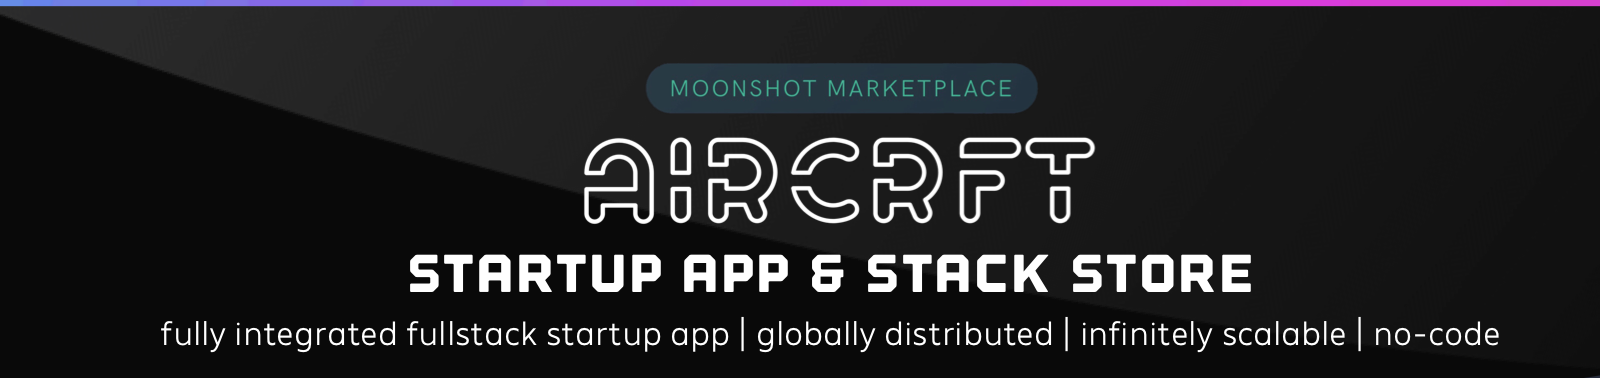 MOONSHOT MARKETPLACE
AIRCRFT
STARTUP APP & STACK STORE
fully integrated fullstack startup app | globally distributed | infinitely scalable | no-code